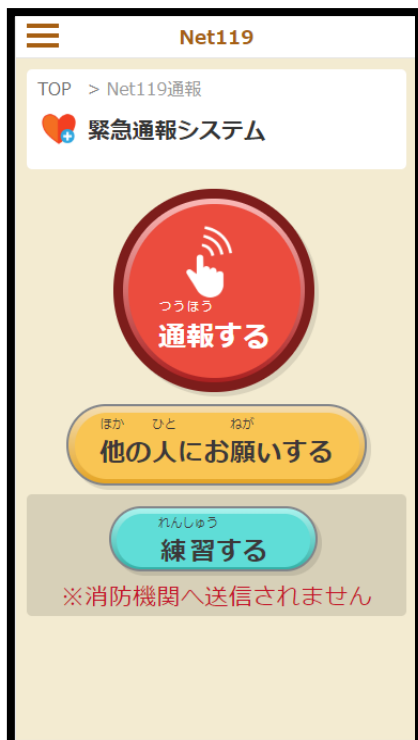 Net119
TOP > Net119通報
緊急通報システム
つうほう
通報する
ほか ひと ねが
他の人にお願いする
れんしゅう
練習する
※消防機関へ送信されません